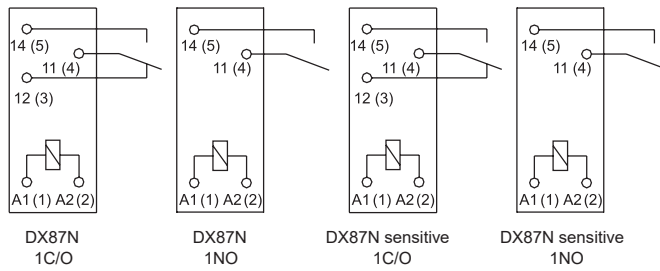 14 (5)
11 (4)
12 (3)
A1 (1) A2 (2)
DX87N
1C/O
14 (5)
11 (4)
A1 (1) A2 (2)
DX87N
1NO
14 (5)
11 (4)
12 (3)
A1 (1) A2 (2)
DX87N sensitive
1C/O
14 (5)
11 (4)
A1 (1) A2 (2)
DX87N sensitive
1NO